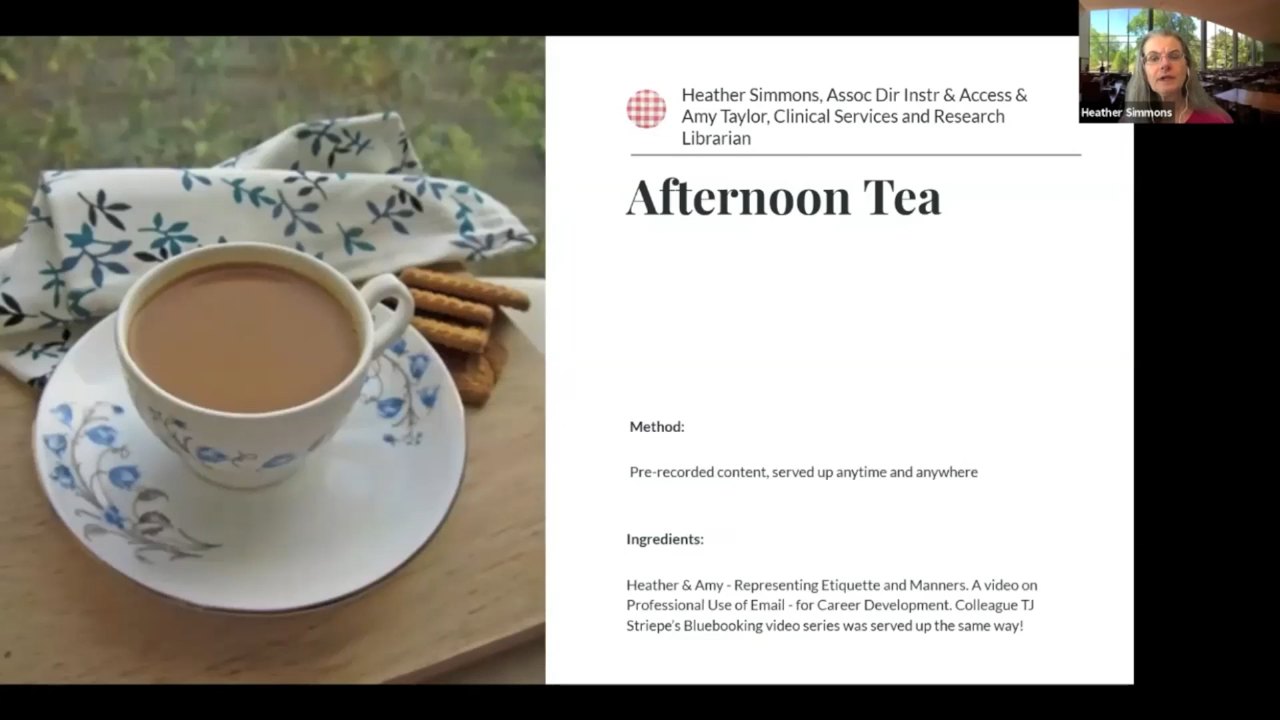 Heather Simmons, Assoc Dir Instr & Access &
Amy Taylor, Clinical Services and Research
Librarian
Heather Simmons
Afternoon Tea
Method:
Pre-recorded content, served up anytime and anywhere
Ingredients:
Heather & Amy - Representing Etiquette and Manners. A video on
Professional Use of Email - for Career Development. Colleague TJ
Striepe's Bluebooking video series was served up the same way!